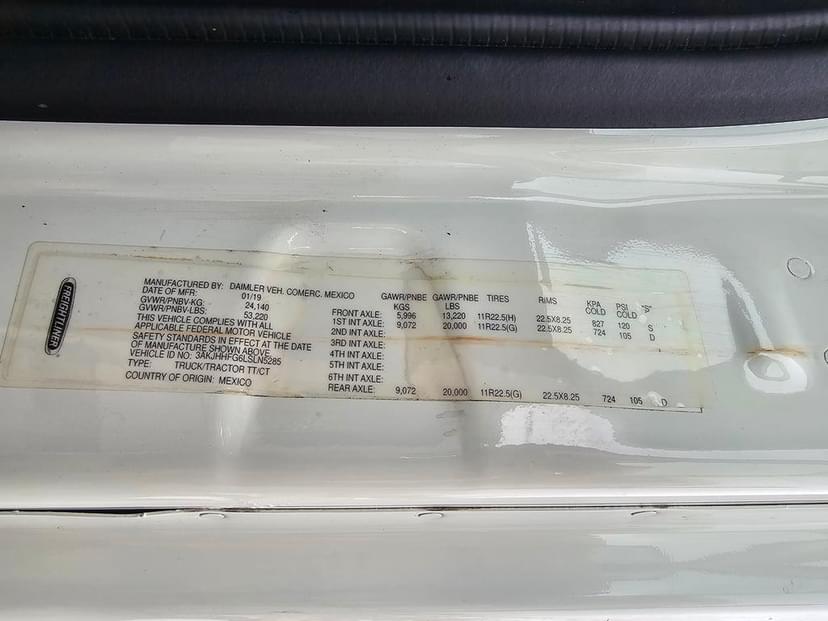 FREIGHTLINER
MANUFACTURED BY: DAIMLER VEH. COMERC. MEXICO
DATE OF MFR: 01/19
GVWR/PNBV-KG: 24,140
GVWR/PNBV-LBS: 53,220
THIS VEHICLE COMPLIES WITH ALL
APPLICABLE FEDERAL MOTOR VEHICLE
SAFETY STANDARDS IN EFFECT AT THE DATE
OF MANUFACTURE SHOWN ABOVE
VEHICLE ID NO: 3AKJHHFG6LSLN9285
TYPE: TRUCK/TRACTOR TT/CT
COUNTRY OF ORIGIN: MEXICO
GAWR/PNBE KGS GAWR/PNBE LBS TIRES RIMS KPA COLD PSI COLD
FRONT AXLE: 5,996 13,220 11R22.5(H) 22.5X8.25 827 120 S
1ST INT AXLE: 9,072 20,000 11R22.5(G) 22.5X8.25 724 105 D
2ND INT AXLE:
3RD INT AXLE:
4TH INT AXLE:
5TH INT AXLE:
6TH INT AXLE:
REAR AXLE: 9,072 20,000 11R22.5(G) 22.5X8.25 724 105 D